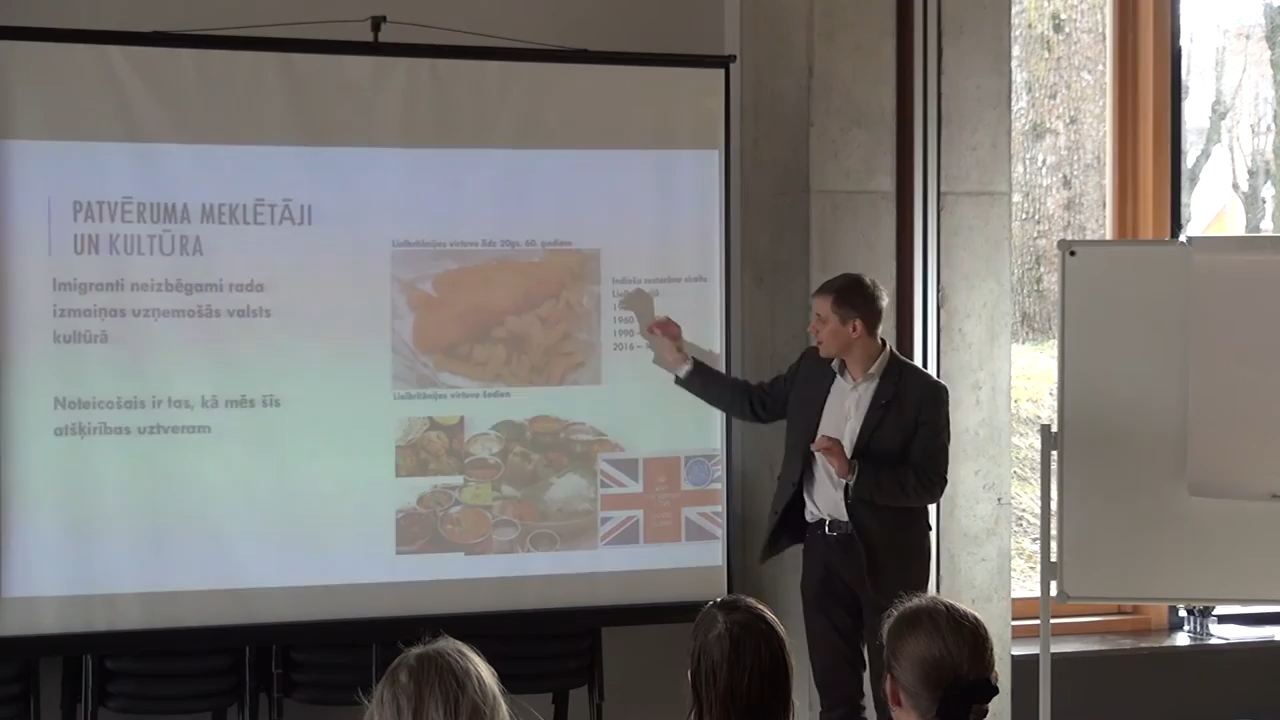 PATVĒRUMA MEKLĒTĀJI
UN KULTŪRA
Imigranti neizbēgami rada
izmaiņas uzņemošās valsts
kultūrā
Noteicošais ir tas, kā mēs šīs
atšķirības uztveram
Lielbritānijas virtuve līdz 20gs. 60. gadiem
Indiešu restorānu skaits
1960
1990 –
2016 –
Lielbritānijas virtuve šodien